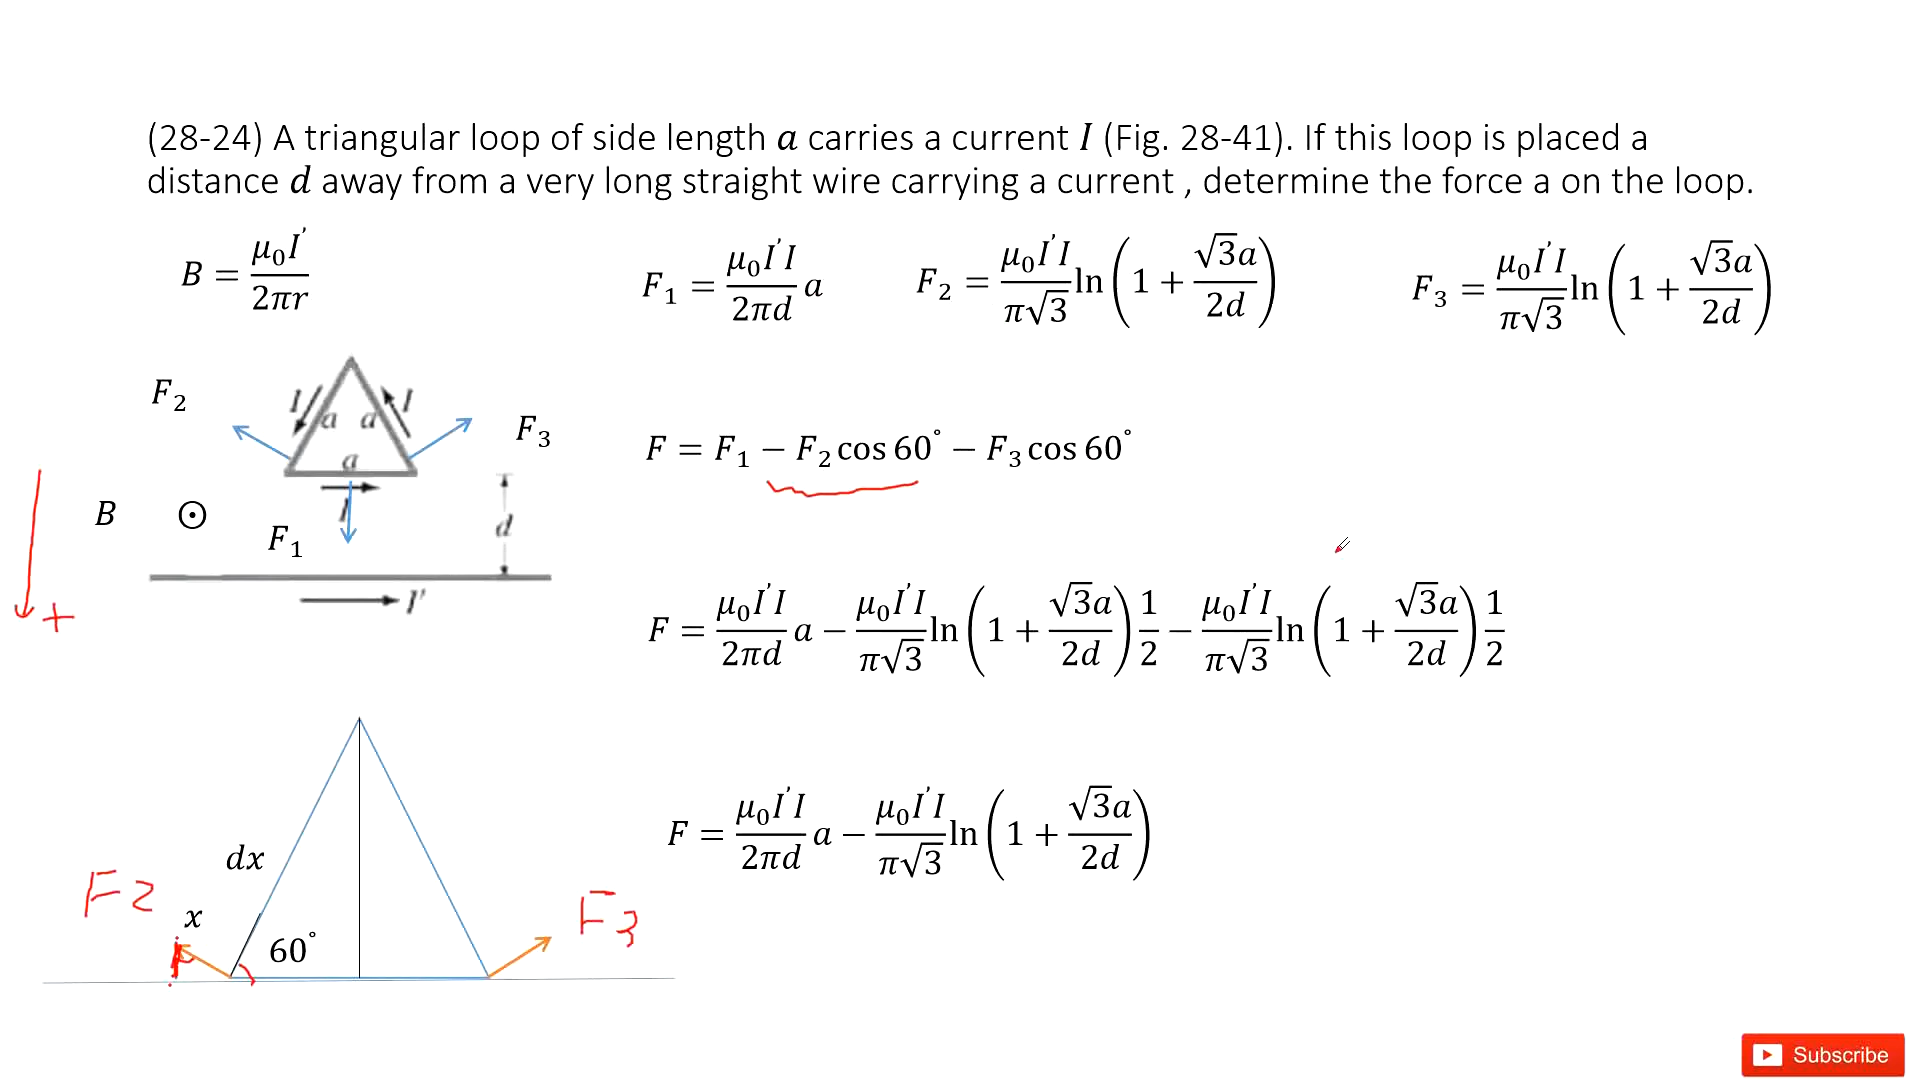 (28-24) A triangular loop of side length a carries a current I (Fig. 28-41). If this loop is placed a
distance d away from a very long straight wire carrying a current , determine the force a on the loop.
B = μ₀I'/2πr
F₁ = μ₀I'I/2πd a
F₂ = μ₀I'I/π√3 ln(1 + √3a/2d)
F₃ = μ₀I'I/π√3 ln(1 + √3a/2d)
F₂
I
a
a
I
F₃
a
I
F₁
d
B
I'
+
F = F₁ − F₂ cos 60° − F₃ cos 60°
F = μ₀I'I/2πd a − μ₀I'I/π√3 ln(1 + √3a/2d) 1/2 − μ₀I'I/π√3 ln(1 + √3a/2d) 1/2
F = μ₀I'I/2πd a − μ₀I'I/π√3 ln(1 + √3a/2d)
dx
F2
x
60°
F3
Subscribe